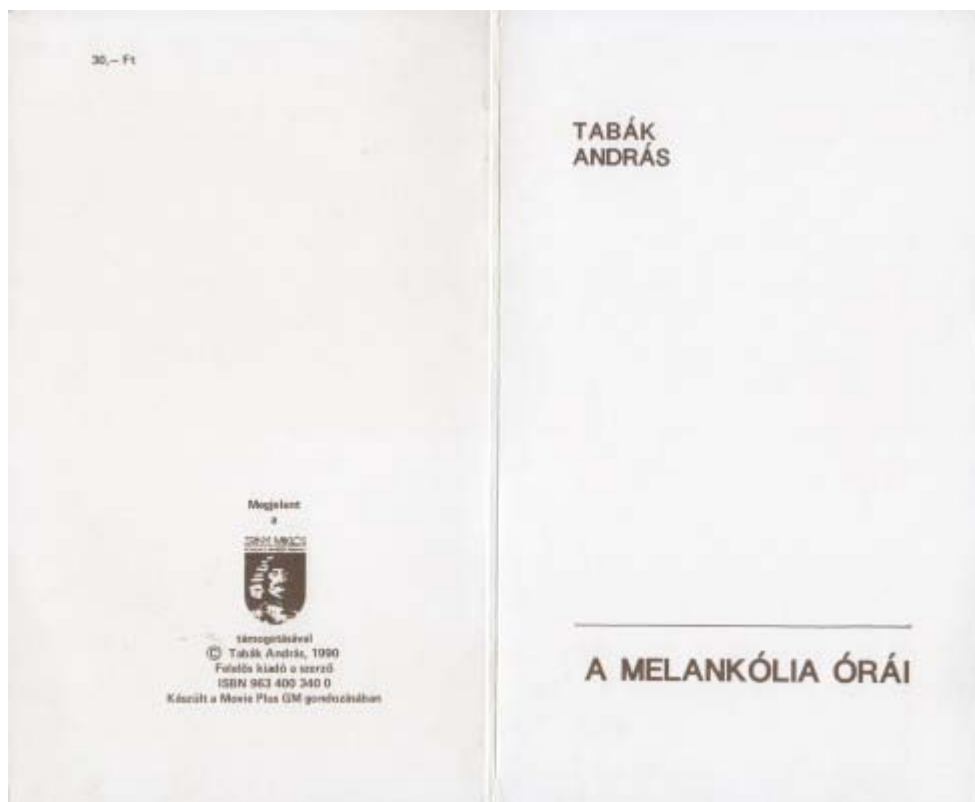 30,— Ft
Megjelent
a
támogatásával
© Tabák András, 1990
Felelős kiadó a szerző
ISBN 963 400 340 0
Készült a Movie Plus GM gondozásában
TABÁK
ANDRÁS
A MELANKÓLIA ÓRÁI